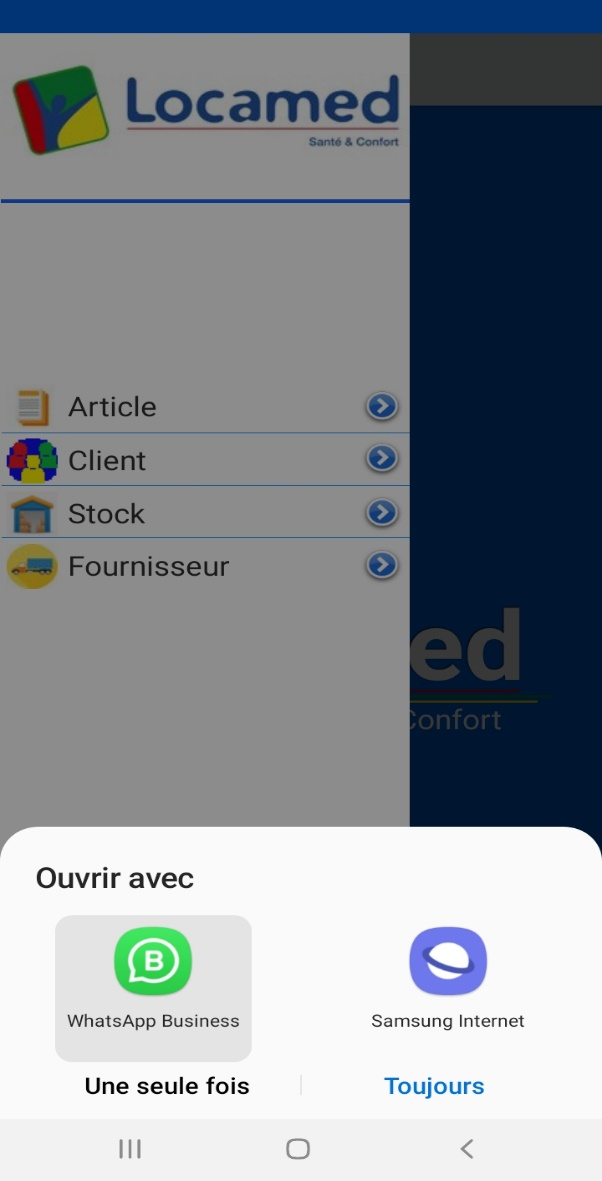 Locamed
Santé & Confort
Article
Client
Stock
Fournisseur
ed
Confort
Ouvrir avec
B
WhatsApp Business
Samsung Internet
Une seule fois
Toujours